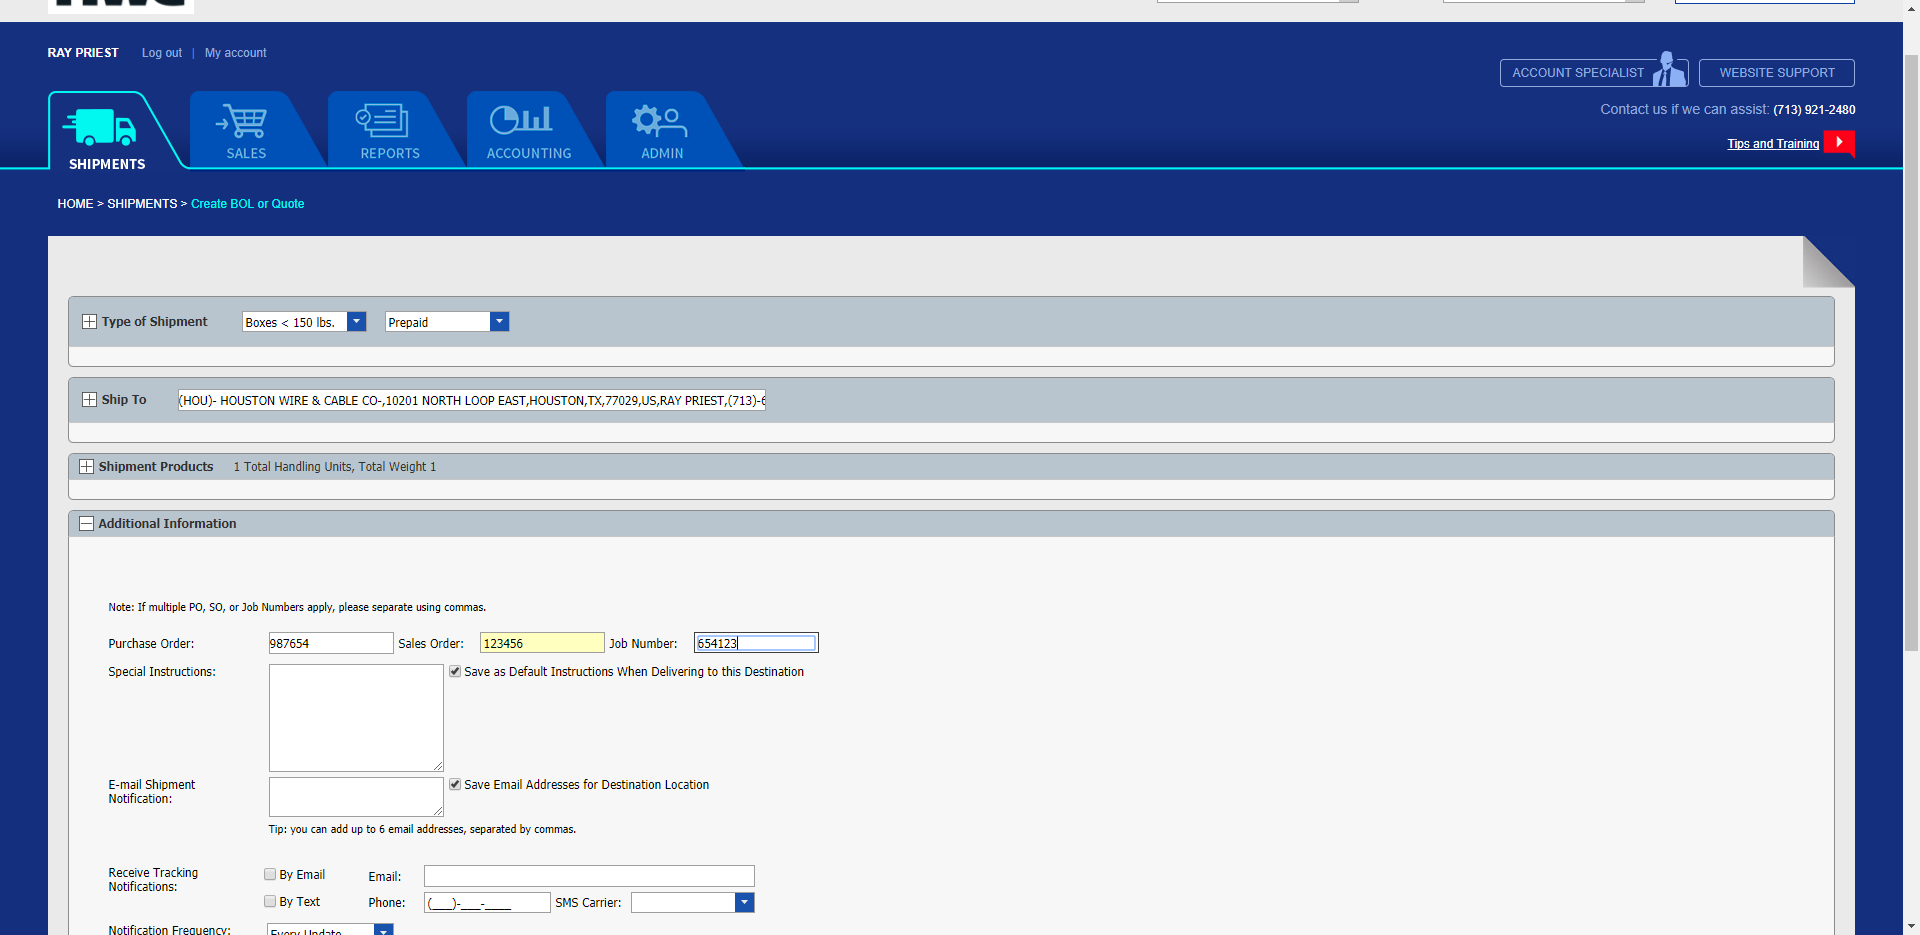 RAY PRIEST Log out | My account
ACCOUNT SPECIALIST WEBSITE SUPPORT
Contact us if we can assist: (713) 921-2480
Tips and Training
SHIPMENTS SALES REPORTS ACCOUNTING ADMIN
HOME > SHIPMENTS > Create BOL or Quote
Type of Shipment Boxes < 150 lbs. Prepaid
Ship To (HOU)- HOUSTON WIRE & CABLE CO-,10201 NORTH LOOP EAST,HOUSTON,TX,77029,US,RAY PRIEST,(713)-6
Shipment Products 1 Total Handling Units, Total Weight 1
Additional Information
Note: If multiple PO, SO, or Job Numbers apply, please separate using commas.
Purchase Order: 987654 Sales Order: 123456 Job Number: 654123
Special Instructions: Save as Default Instructions When Delivering to this Destination
E-mail Shipment
Notification: Save Email Addresses for Destination Location
Tip: you can add up to 6 email addresses, separated by commas.
Receive Tracking
Notifications: By Email Email:
By Text Phone: (___)-___-____ SMS Carrier:
Notification Frequency: Every Update